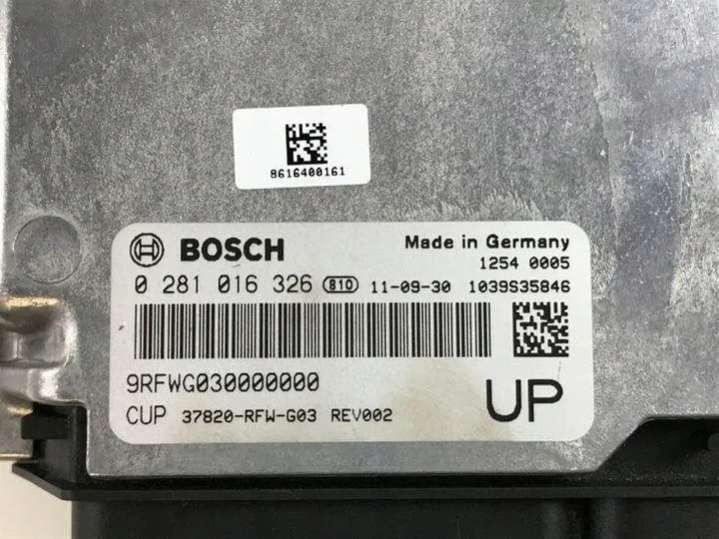 8616400161
BOSCH Made in Germany
1254 0005
0 281 016 326 810 11-09-30 1039S35846
9RFWG030000000
CUP 37820-RFW-G03 REV002
UP